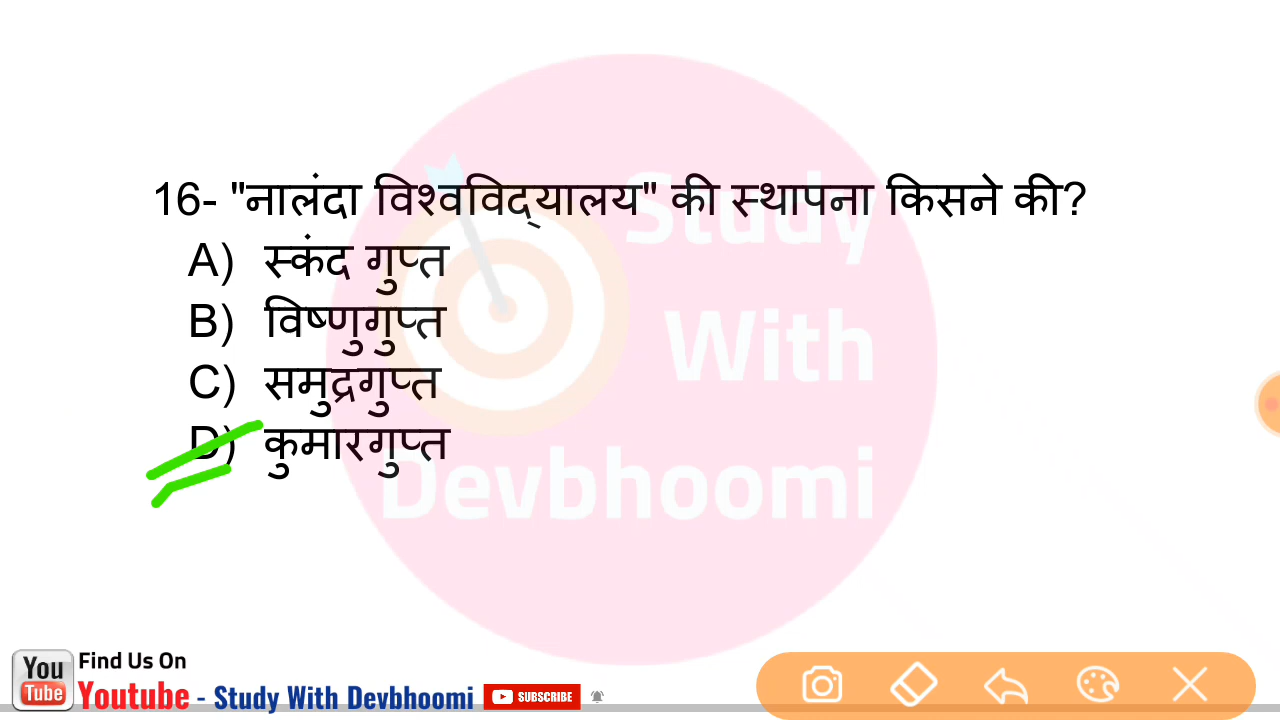 16- "नालंदा विश्वविद्यालय" की स्थापना किसने की?
A) स्कंद गुप्त
B) विष्णुगुप्त
C) समुद्रगुप्त
D) कुमारगुप्त
Study
With
Devbhoomi
You Tube
Find Us On
Youtube - Study With Devbhoomi
SUBSCRIBE